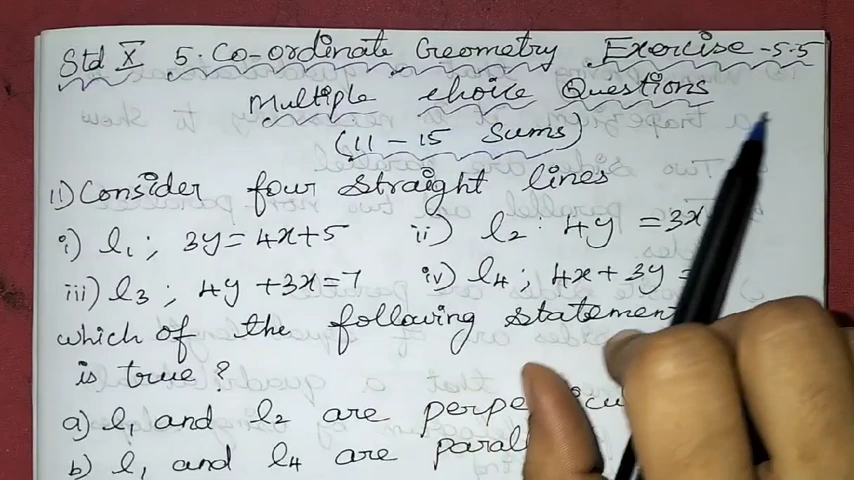 Std X 5. Co-ordinate Geometry Exercise -5.5
Multiple choice Questions
(11-15 Sums)
11) Consider four straight lines
i) l₁ ; 3y = 4x+5 ii) l₂ : 4y = 3x
iii) l₃ ; 4y +3x = 7 iv) l₄ ; 4x + 3y =
which of the following statement
is true?
a) l₁ and l₂ are
b) l₁ and l₄ are